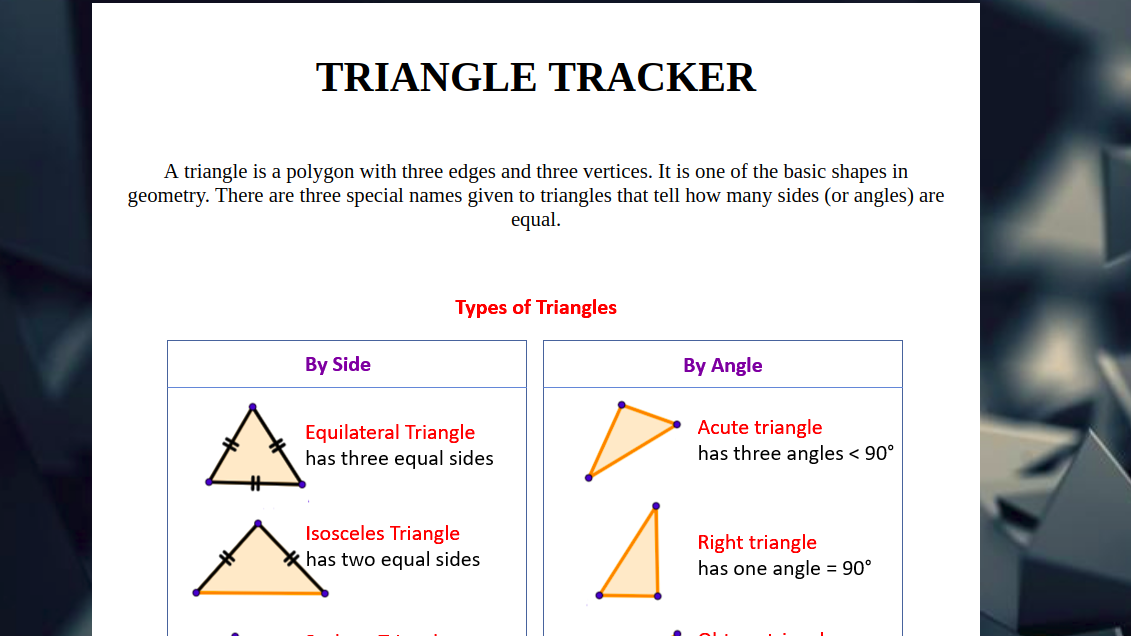 TRIANGLE TRACKER
A triangle is a polygon with three edges and three vertices. It is one of the basic shapes in
geometry. There are three special names given to triangles that tell how many sides (or angles) are
equal.
Types of Triangles
By Side
Equilateral Triangle
has three equal sides
Isosceles Triangle
has two equal sides
By Angle
Acute triangle
has three angles < 90°
Right triangle
has one angle = 90°